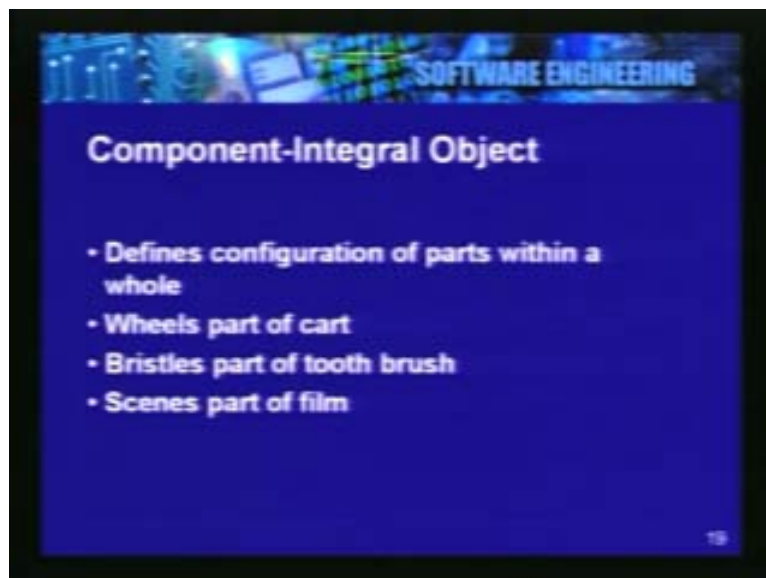 SOFTWARE ENGINEERING
Component-Integral Object
• Defines configuration of parts within a
whole
• Wheels part of cart
• Bristles part of tooth brush
• Scenes part of film
19